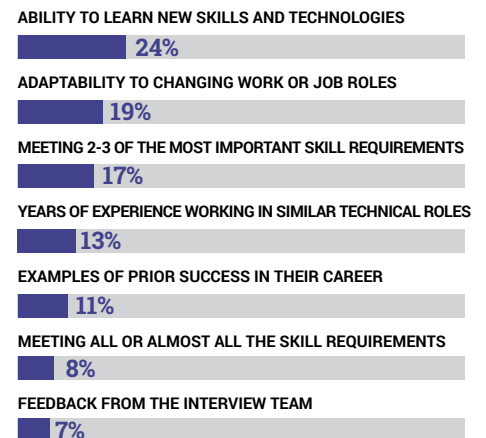 ABILITY TO LEARN NEW SKILLS AND TECHNOLOGIES
24%
ADAPTABILITY TO CHANGING WORK OR JOB ROLES
19%
MEETING 2-3 OF THE MOST IMPORTANT SKILL REQUIREMENTS
17%
YEARS OF EXPERIENCE WORKING IN SIMILAR TECHNICAL ROLES
13%
EXAMPLES OF PRIOR SUCCESS IN THEIR CAREER
11%
MEETING ALL OR ALMOST ALL THE SKILL REQUIREMENTS
8%
FEEDBACK FROM THE INTERVIEW TEAM
7%